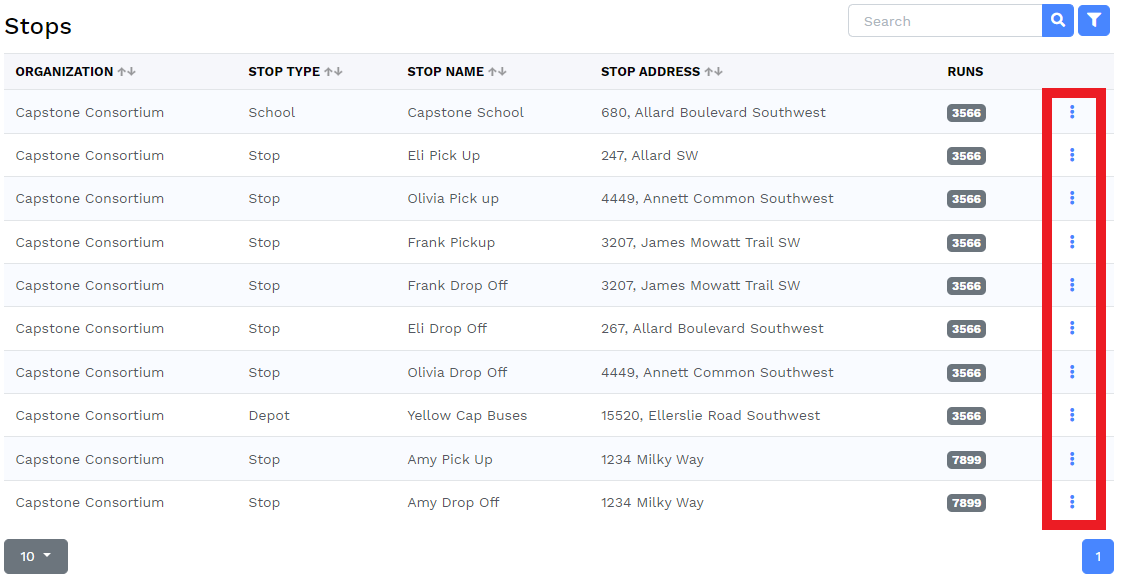 Stops
Search
ORGANIZATION STOP TYPE STOP NAME STOP ADDRESS RUNS
Capstone Consortium School Capstone School 680, Allard Boulevard Southwest 3566
Capstone Consortium Stop Eli Pick Up 247, Allard SW 3566
Capstone Consortium Stop Olivia Pick up 4449, Annett Common Southwest 3566
Capstone Consortium Stop Frank Pickup 3207, James Mowatt Trail SW 3566
Capstone Consortium Stop Frank Drop Off 3207, James Mowatt Trail SW 3566
Capstone Consortium Stop Eli Drop Off 267, Allard Boulevard Southwest 3566
Capstone Consortium Stop Olivia Drop Off 4449, Annett Common Southwest 3566
Capstone Consortium Depot Yellow Cap Buses 15520, Ellerslie Road Southwest 3566
Capstone Consortium Stop Amy Pick Up 1234 Milky Way 7899
Capstone Consortium Stop Amy Drop Off 1234 Milky Way 7899
10 1